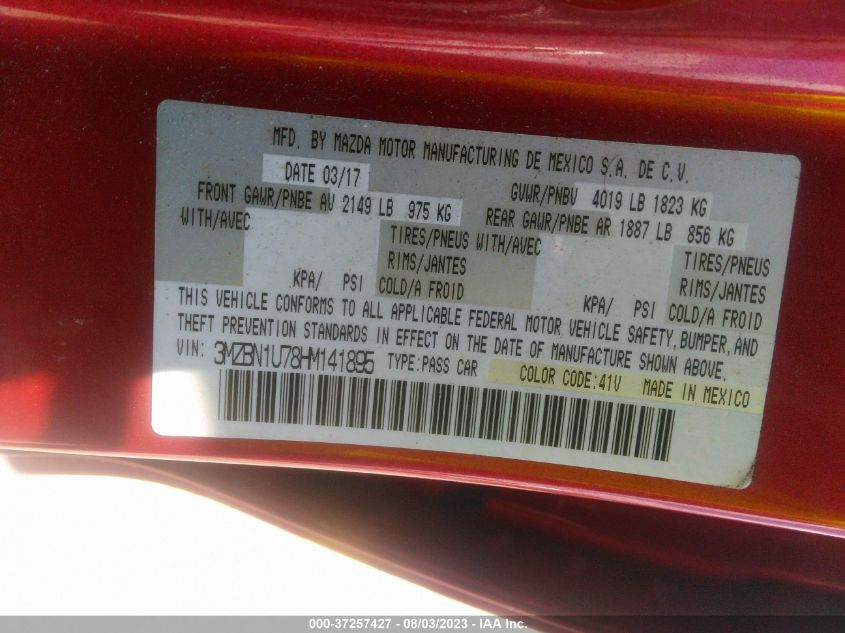 MFD. BY MAZDA MOTOR MANUFACTURING DE MEXICO S.A. DE C.V.
DATE 03/17 GVWR/PNBV 4019 LB 1823 KG
FRONT GAWR/PNBE AV 2149 LB 975 KG REAR GAWR/PNBE AR 1887 LB 856 KG
WITH/AVEC TIRES/PNEUS WITH/AVEC TIRES/PNEUS
RIMS/JANTES RIMS/JANTES
KPA/ PSI COLD/A FROID KPA/ PSI COLD/A FROID
THIS VEHICLE CONFORMS TO ALL APPLICABLE FEDERAL MOTOR VEHICLE SAFETY, BUMPER, AND
THEFT PREVENTION STANDARDS IN EFFECT ON THE DATE OF MANUFACTURE SHOWN ABOVE.
VIN: 3MZBN1U78HM141895 TYPE:PASS CAR COLOR CODE:41V MADE IN MEXICO
000-37257427 - 08/03/2023 - IAA Inc.